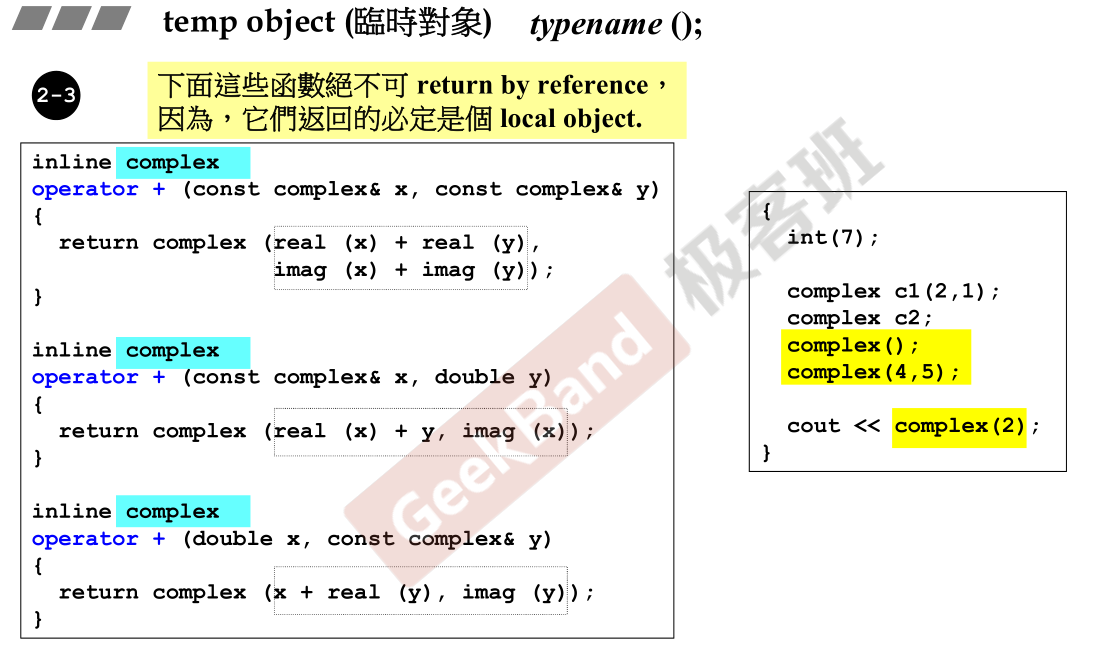 temp object (臨時對象) typename ();
2-3
下面這些函數絕不可 return by reference，
因為，它們返回的必定是個 local object.
inline complex
operator + (const complex& x, const complex& y)
{
  return complex (real (x) + real (y),
                  imag (x) + imag (y));
}

inline complex
operator + (const complex& x, double y)
{
  return complex (real (x) + y, imag (x));
}

inline complex
operator + (double x, const complex& y)
{
  return complex (x + real (y), imag (y));
}
{
  int(7);

  complex c1(2,1);
  complex c2;
  complex();
  complex(4,5);

  cout << complex(2);
}
GeekBand
极客班